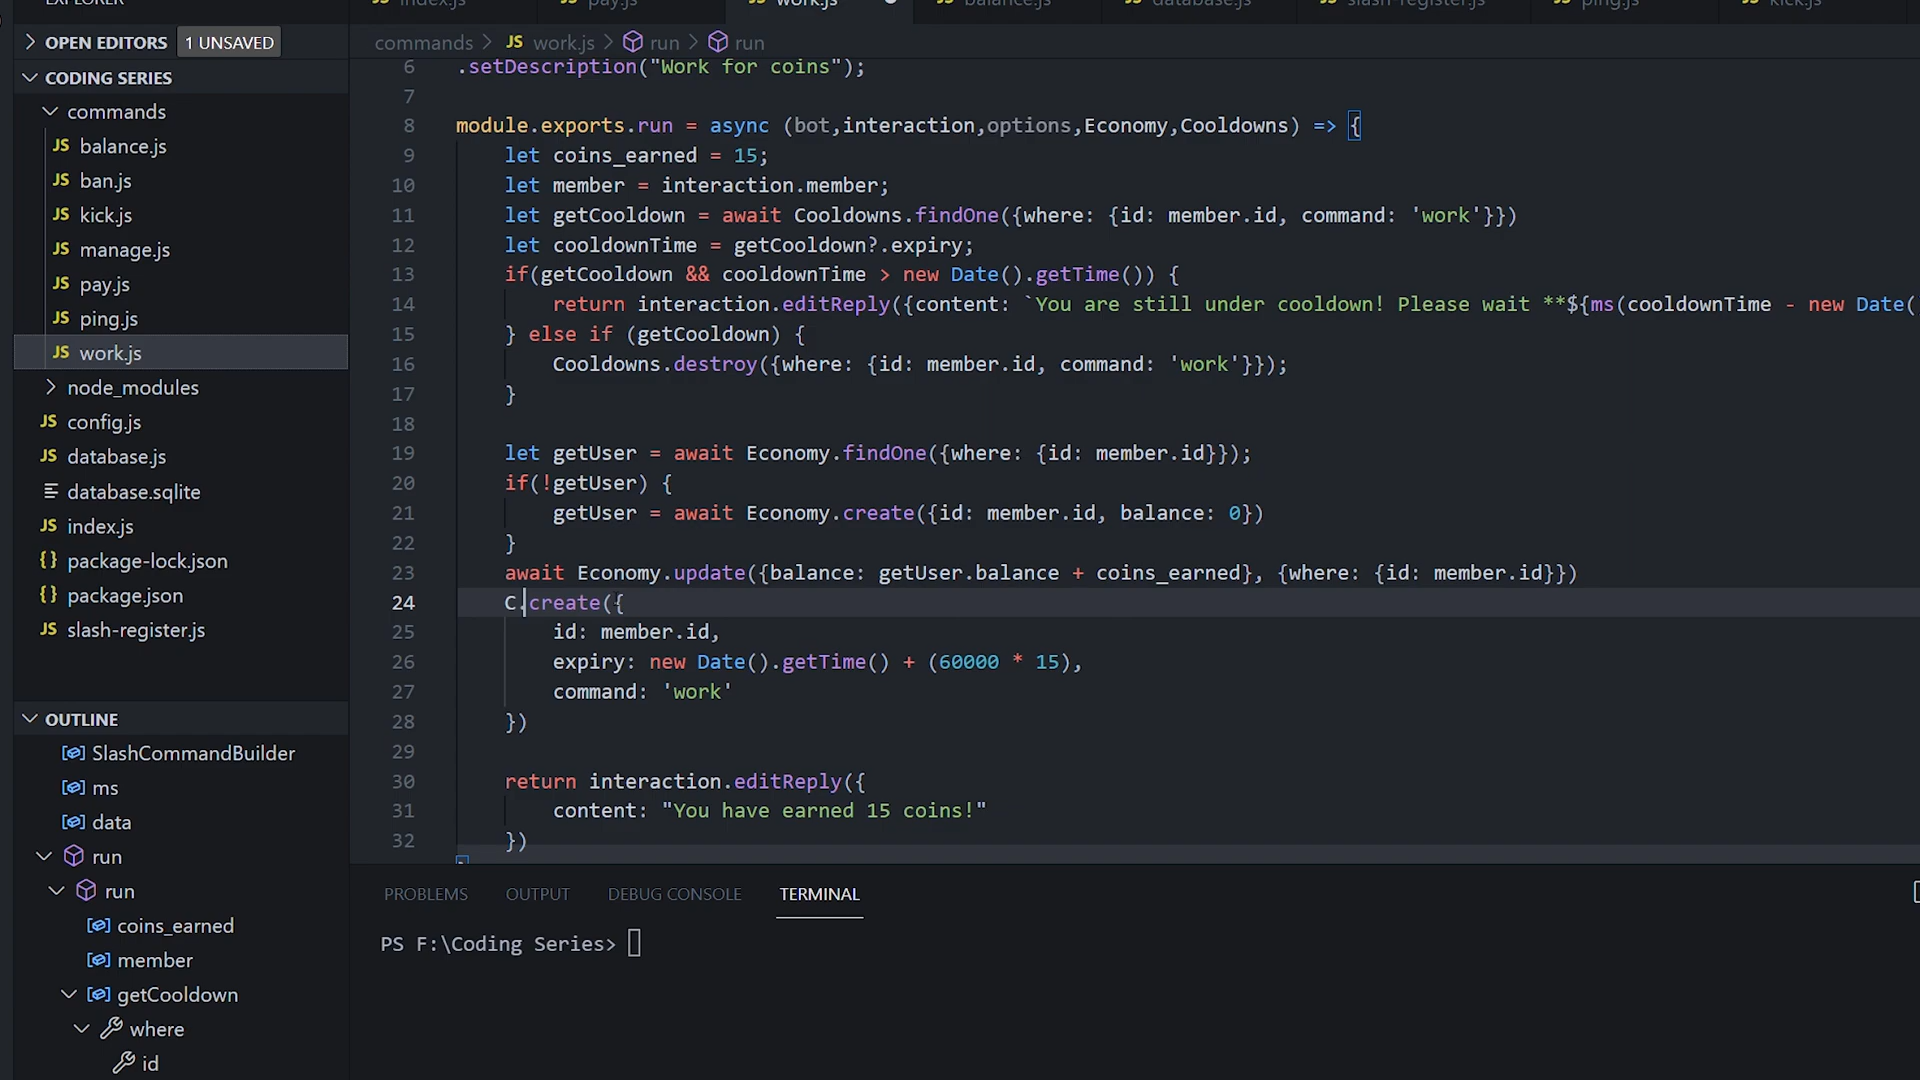 EXPLORER
index.js pay.js work.js balance.js database.js slash-register.js ping.js kick.js
OPEN EDITORS 1 UNSAVED
commands > JS work.js > run > run
CODING SERIES
commands
JS balance.js
JS ban.js
JS kick.js
JS manage.js
JS pay.js
JS ping.js
JS work.js
node_modules
JS config.js
JS database.js
database.sqlite
JS index.js
{} package-lock.json
{} package.json
JS slash-register.js
OUTLINE
SlashCommandBuilder
ms
data
run
run
coins_earned
member
getCooldown
where
id
6 .setDescription("Work for coins");
7
8 module.exports.run = async (bot,interaction,options,Economy,Cooldowns) => {
9 let coins_earned = 15;
10 let member = interaction.member;
11 let getCooldown = await Cooldowns.findOne({where: {id: member.id, command: 'work'}})
12 let cooldownTime = getCooldown?.expiry;
13 if(getCooldown && cooldownTime > new Date().getTime()) {
14 return interaction.editReply({content: `You are still under cooldown! Please wait **${ms(cooldownTime - new Date(
15 } else if (getCooldown) {
16 Cooldowns.destroy({where: {id: member.id, command: 'work'}});
17 }
18
19 let getUser = await Economy.findOne({where: {id: member.id}});
20 if(!getUser) {
21 getUser = await Economy.create({id: member.id, balance: 0})
22 }
23 await Economy.update({balance: getUser.balance + coins_earned}, {where: {id: member.id}})
24 C.create({
25 id: member.id,
26 expiry: new Date().getTime() + (60000 * 15),
27 command: 'work'
28 })
29
30 return interaction.editReply({
31 content: "You have earned 15 coins!"
32 })
PROBLEMS OUTPUT DEBUG CONSOLE TERMINAL
PS F:\Coding Series>